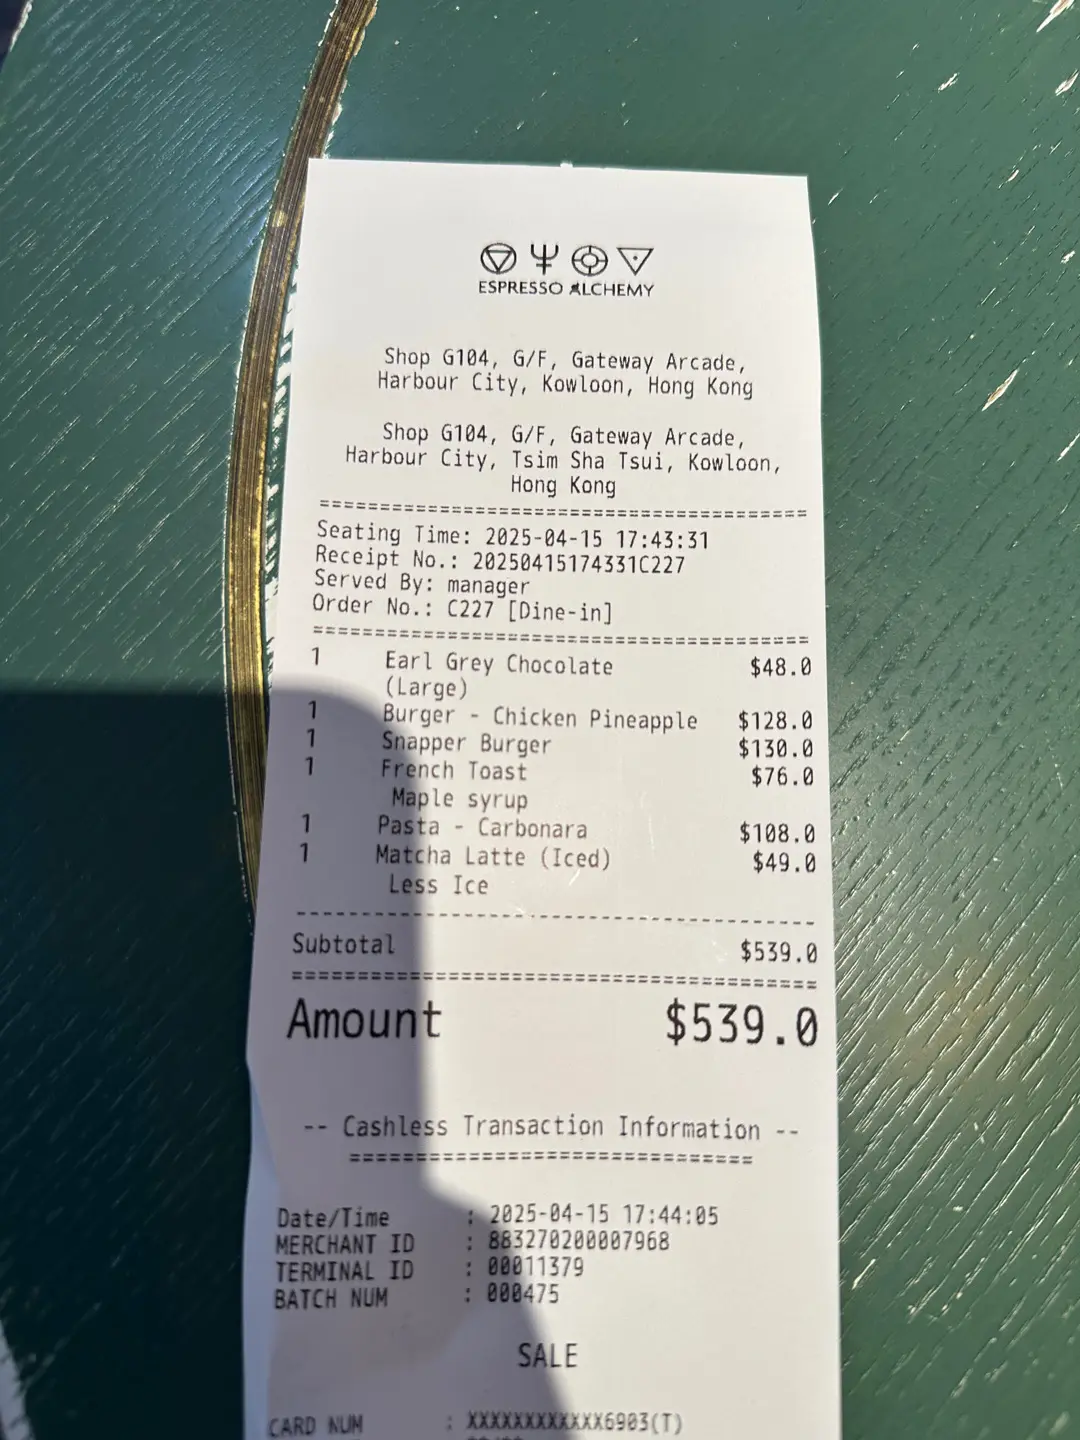 ESPRESSO ALCHEMY
Shop G104, G/F, Gateway Arcade,
Harbour City, Kowloon, Hong Kong
Shop G104, G/F, Gateway Arcade,
Harbour City, Tsim Sha Tsui, Kowloon,
Hong Kong
=======================================
Seating Time: 2025-04-15 17:43:31
Receipt No.: 20250415174331C227
Served By: manager
Order No.: C227 [Dine-in]
=======================================
1 Earl Grey Chocolate $48.0
(Large)
1 Burger - Chicken Pineapple $128.0
1 Snapper Burger $130.0
1 French Toast $76.0
Maple syrup
1 Pasta - Carbonara $108.0
1 Matcha Latte (Iced) $49.0
Less Ice
---------------------------------------
Subtotal $539.0
=======================================
Amount $539.0
-- Cashless Transaction Information --
===============================
Date/Time : 2025-04-15 17:44:05
MERCHANT ID : 883270200007968
TERMINAL ID : 00011379
BATCH NUM : 000475
SALE
CARD NUM : XXXXXXXXXXXX6903(T)